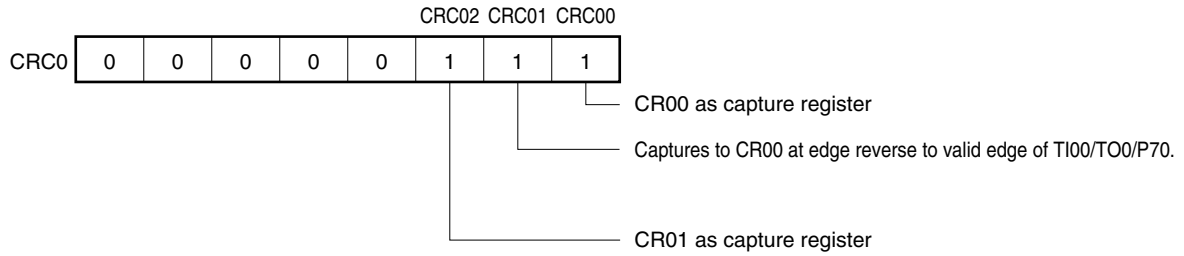 CRC02 CRC01 CRC00
CRC0 0 0 0 0 0 1 1 1
CR00 as capture register
Captures to CR00 at edge reverse to valid edge of TI00/TO0/P70.
CR01 as capture register